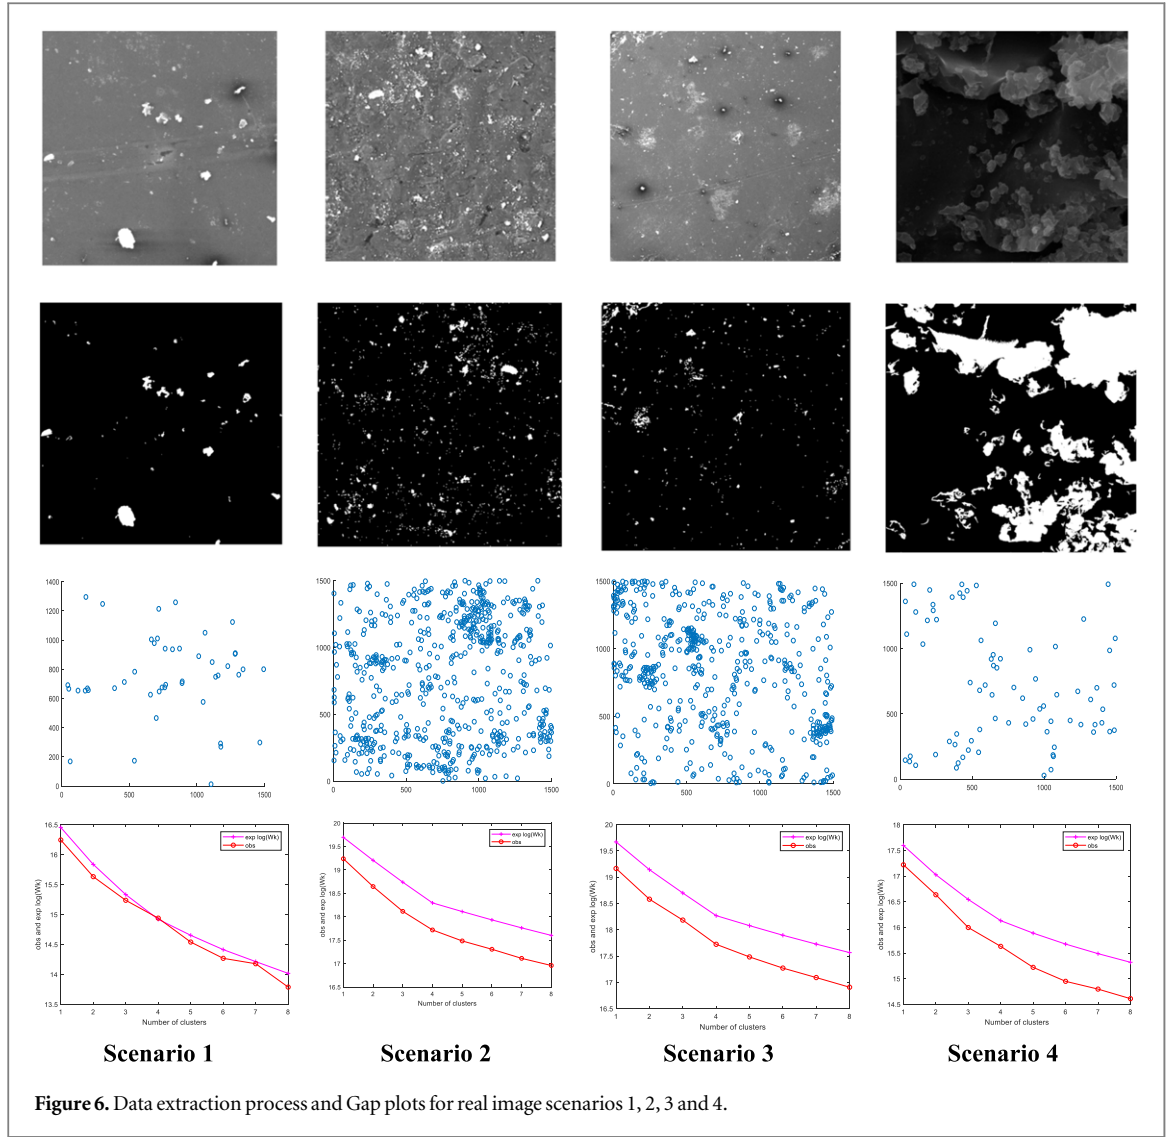 1400
1200
1000
800
600
400
200
0
0 500 1000 1500
1500
1000
500
0
0 500 1000 1500
1500
1000
500
0
0 500 1000 1500
1500
1000
500
0
0 500 1000 1500
16.5
16
15.5
15
14.5
14
13.5
obs and exp log(Wk)
exp log(Wk)
obs
1 2 3 4 5 6 7 8
Number of clusters
20
19.5
19
18.5
18
17.5
17
16.5
obs and exp log(Wk)
exp log(Wk)
obs
1 2 3 4 5 6 7 8
Number of clusters
20
19.5
19
18.5
18
17.5
17
16.5
obs and exp log(Wk)
exp log(Wk)
obs
1 2 3 4 5 6 7 8
Number of clusters
18
17.5
17
16.5
16
15.5
15
14.5
obs and exp log(Wk)
exp log(Wk)
obs
1 2 3 4 5 6 7 8
Number of clusters
Scenario 1
Scenario 2
Scenario 3
Scenario 4
Figure 6. Data extraction process and Gap plots for real image scenarios 1, 2, 3 and 4.